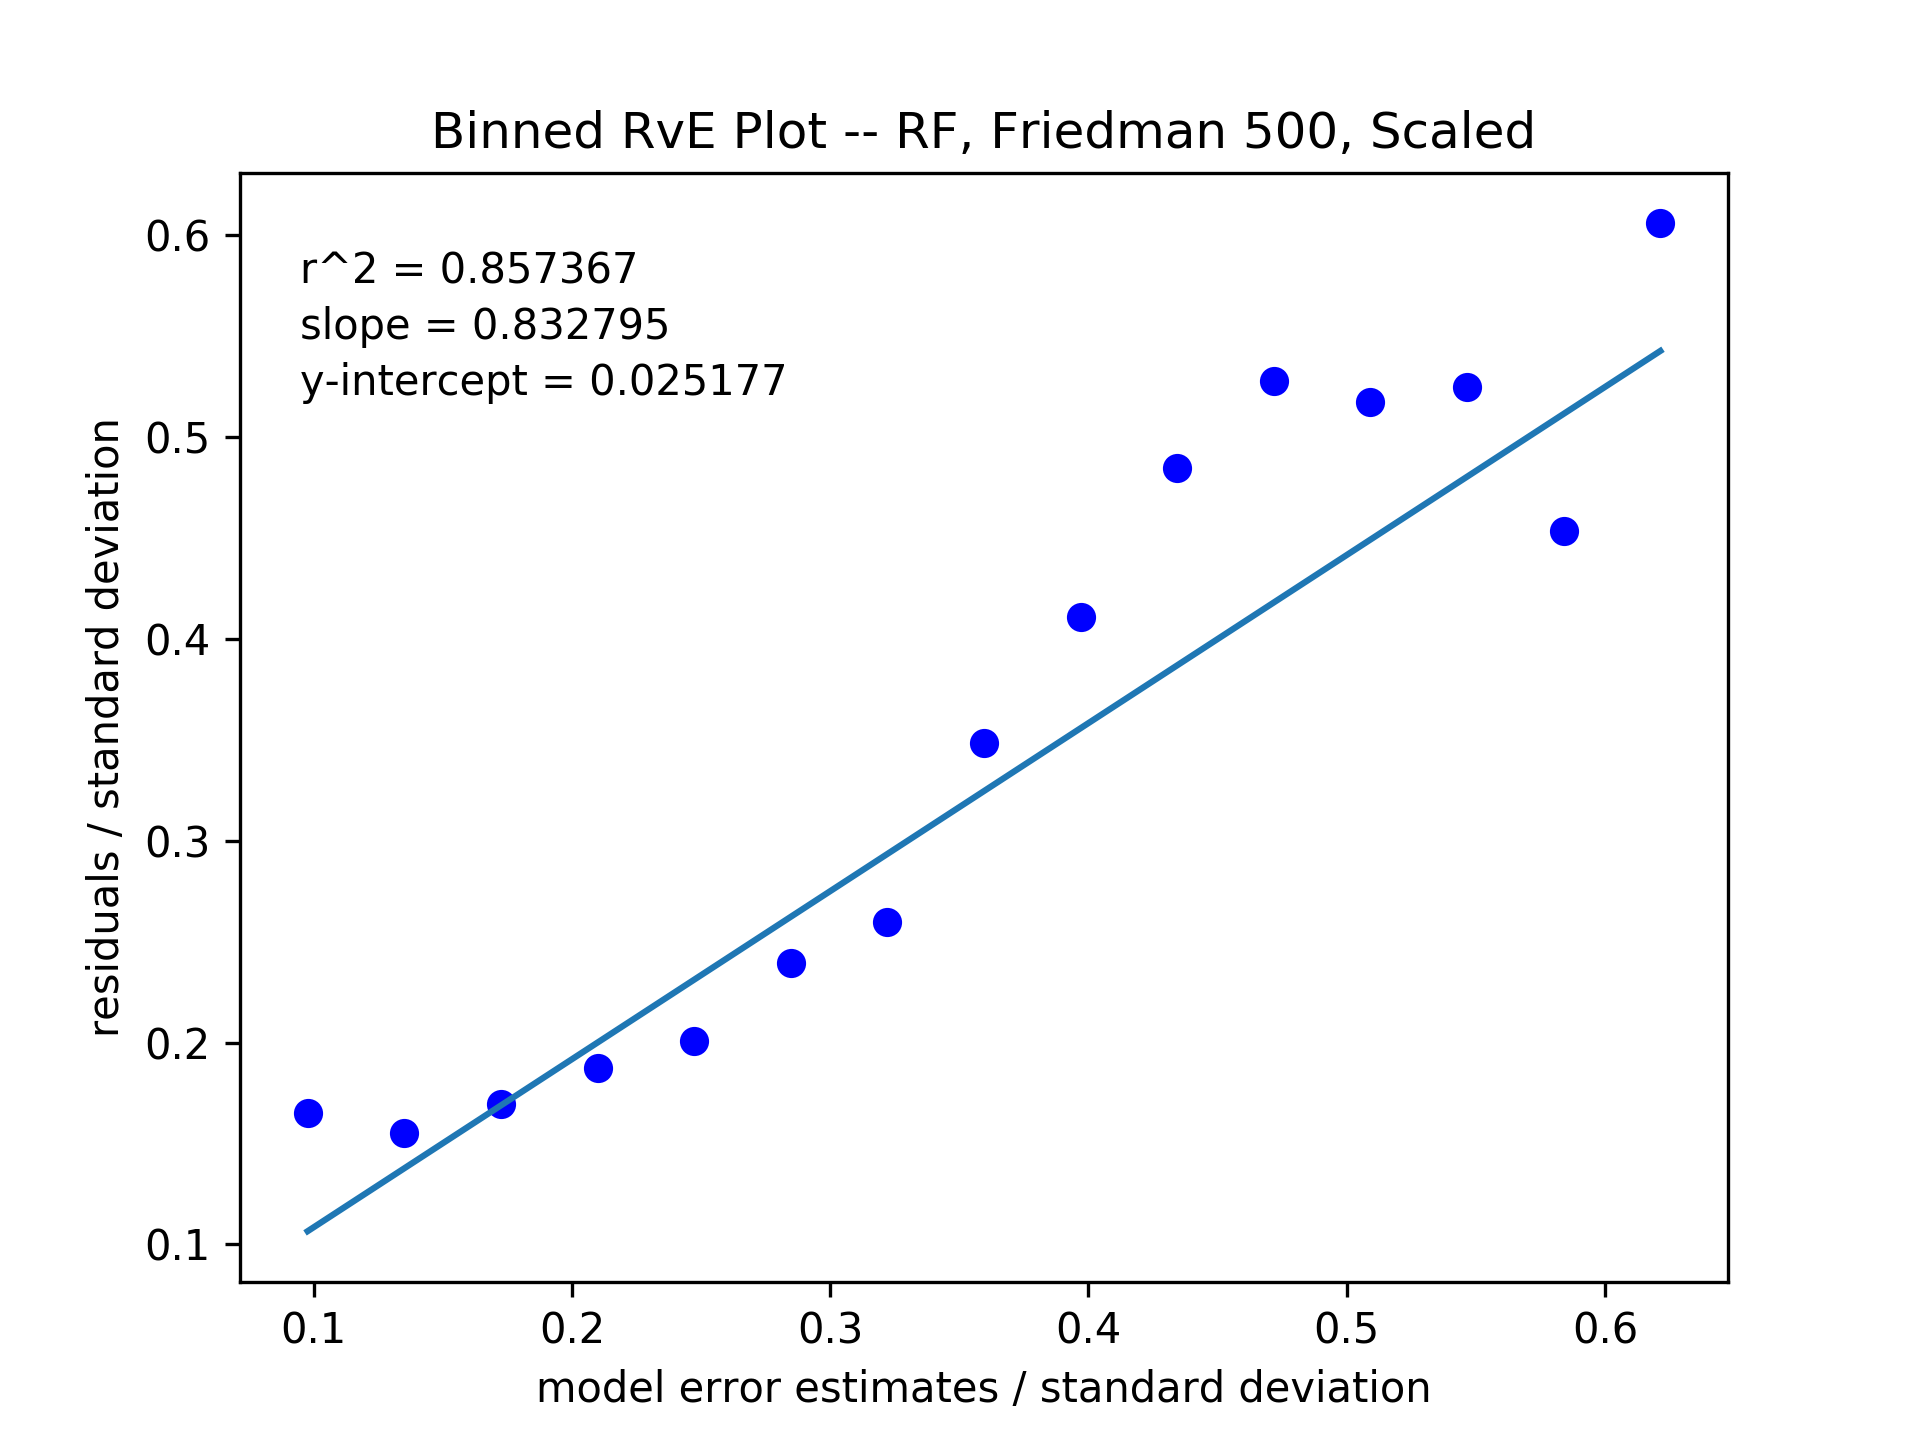 Binned RvE Plot -- RF, Friedman 500, Scaled
r^2 = 0.857367
slope = 0.832795
y-intercept = 0.025177
residuals / standard deviation
0.6
0.5
0.4
0.3
0.2
0.1
0.1 0.2 0.3 0.4 0.5 0.6
model error estimates / standard deviation